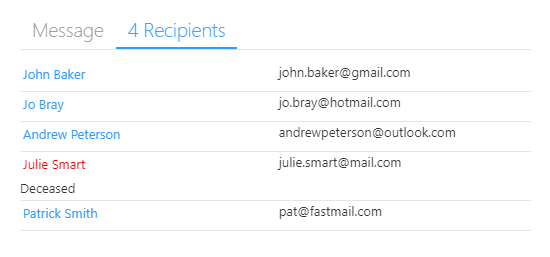 Message 4 Recipients
John Baker john.baker@gmail.com
Jo Bray jo.bray@hotmail.com
Andrew Peterson andrewpeterson@outlook.com
Julie Smart julie.smart@mail.com
Deceased
Patrick Smith pat@fastmail.com